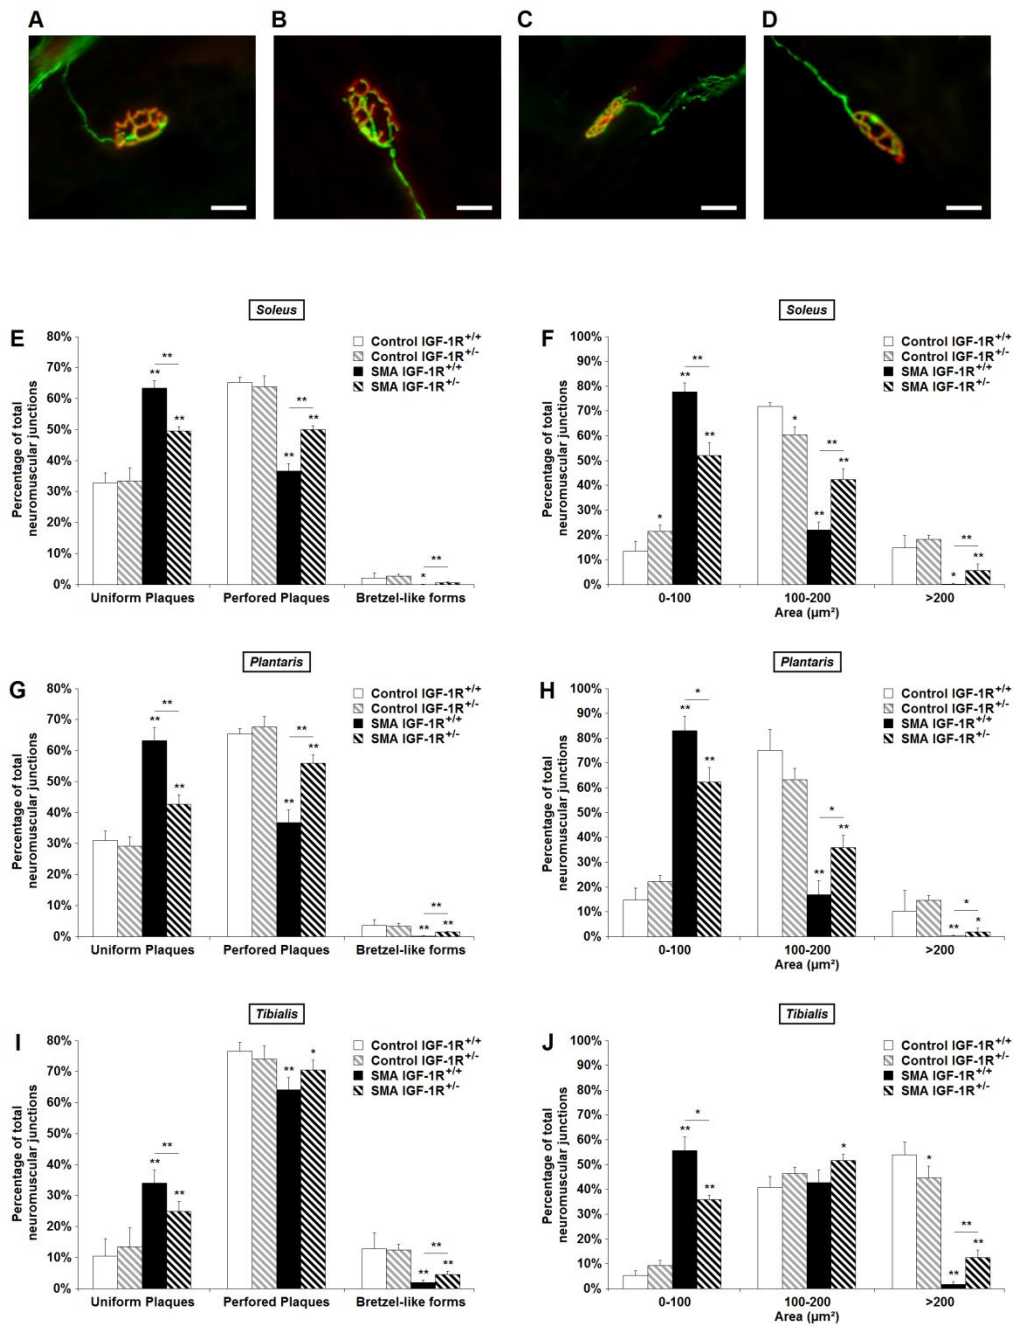 A B C D
Soleus
E
80%
70%
60%
50%
40%
30%
20%
10%
0%
Percentage of total
neuromuscular junctions
Control IGF-1R+/+
Control IGF-1R+/-
SMA IGF-1R+/+
SMA IGF-1R+/-
** ** ** ** ** ** * **
Uniform Plaques Perfored Plaques Bretzel-like forms
Soleus
F
100%
90%
80%
70%
60%
50%
40%
30%
20%
10%
0%
Percentage of total
neuromuscular junctions
Control IGF-1R+/+
Control IGF-1R+/-
SMA IGF-1R+/+
SMA IGF-1R+/-
* ** ** ** * ** ** ** * ** **
0-100 100-200 >200
Area (µm²)
Plantaris
G
80%
70%
60%
50%
40%
30%
20%
10%
0%
Percentage of total
neuromuscular junctions
Control IGF-1R+/+
Control IGF-1R+/-
SMA IGF-1R+/+
SMA IGF-1R+/-
** ** ** ** ** ** ** ** **
Uniform Plaques Perfored Plaques Bretzel-like forms
Plantaris
H
100%
90%
80%
70%
60%
50%
40%
30%
20%
10%
0%
Percentage of total
neuromuscular junctions
Control IGF-1R+/+
Control IGF-1R+/-
SMA IGF-1R+/+
SMA IGF-1R+/-
** * ** ** * ** ** * *
0-100 100-200 >200
Area (µm²)
Tibialis
I
80%
70%
60%
50%
40%
30%
20%
10%
0%
Percentage of total
neuromuscular junctions
Control IGF-1R+/+
Control IGF-1R+/-
SMA IGF-1R+/+
SMA IGF-1R+/-
** ** ** ** * ** ** **
Uniform Plaques Perfored Plaques Bretzel-like forms
Tibialis
J
100%
90%
80%
70%
60%
50%
40%
30%
20%
10%
0%
Percentage of total
neuromuscular junctions
Control IGF-1R+/+
Control IGF-1R+/-
SMA IGF-1R+/+
SMA IGF-1R+/-
** * ** * * ** ** **
0-100 100-200 >200
Area (µm²)